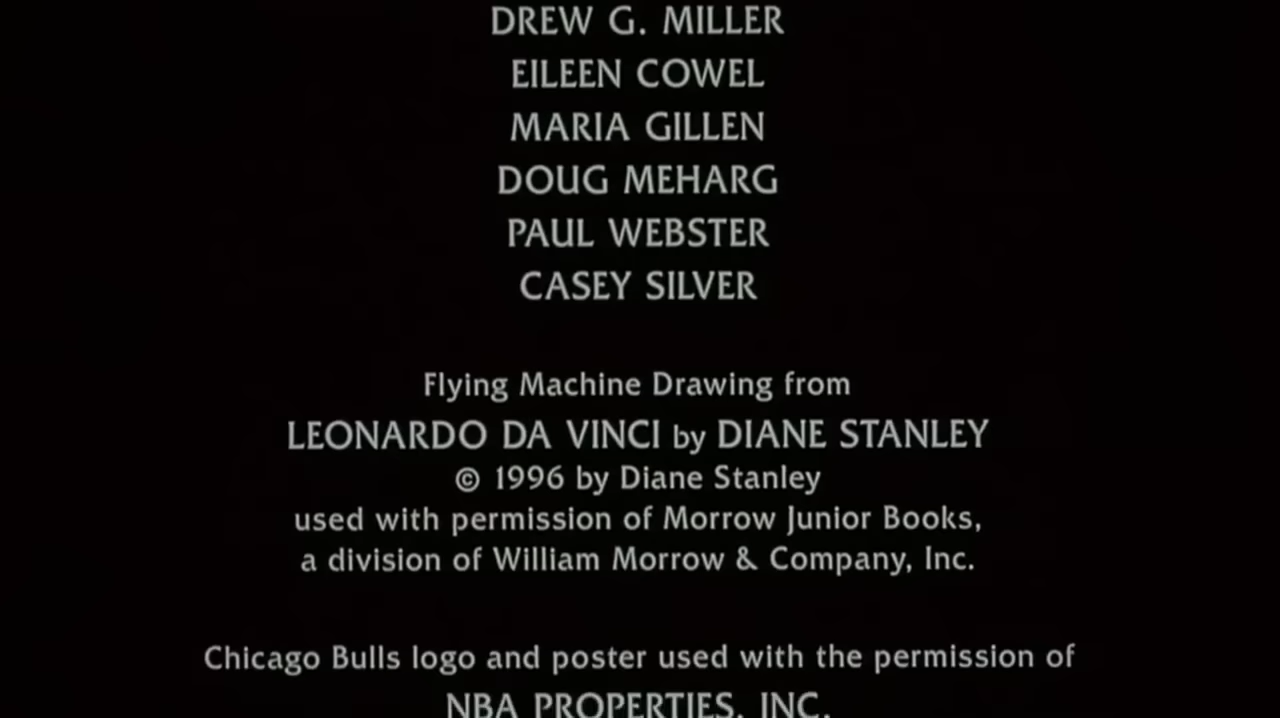 DREW G. MILLER
EILEEN COWEL
MARIA GILLEN
DOUG MEHARG
PAUL WEBSTER
CASEY SILVER
Flying Machine Drawing from
LEONARDO DA VINCI by DIANE STANLEY
© 1996 by Diane Stanley
used with permission of Morrow Junior Books,
a division of William Morrow & Company, Inc.
Chicago Bulls logo and poster used with the permission of
NBA PROPERTIES, INC.